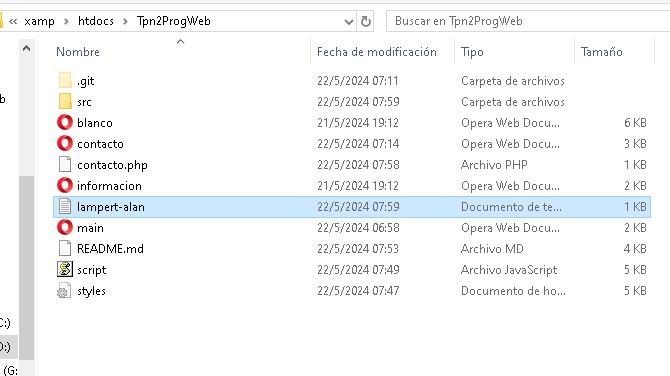 « xamp > htdocs > Tpn2ProgWeb
Buscar en Tpn2ProgWeb
Nombre Fecha de modificación Tipo Tamaño
.git 22/5/2024 07:11 Carpeta de archivos
src 22/5/2024 07:59 Carpeta de archivos
blanco 21/5/2024 19:12 Opera Web Docu... 6 KB
contacto 22/5/2024 07:14 Opera Web Docu... 3 KB
contacto.php 22/5/2024 07:58 Archivo PHP 1 KB
informacion 21/5/2024 19:12 Opera Web Docu... 2 KB
lampert-alan 22/5/2024 07:59 Documento de te... 1 KB
main 22/5/2024 06:58 Opera Web Docu... 2 KB
README.md 22/5/2024 07:53 Archivo MD 4 KB
script 22/5/2024 07:49 Archivo JavaScript 5 KB
styles 22/5/2024 07:47 Documento de ho... 5 KB
b
C:)
D:)
(G: